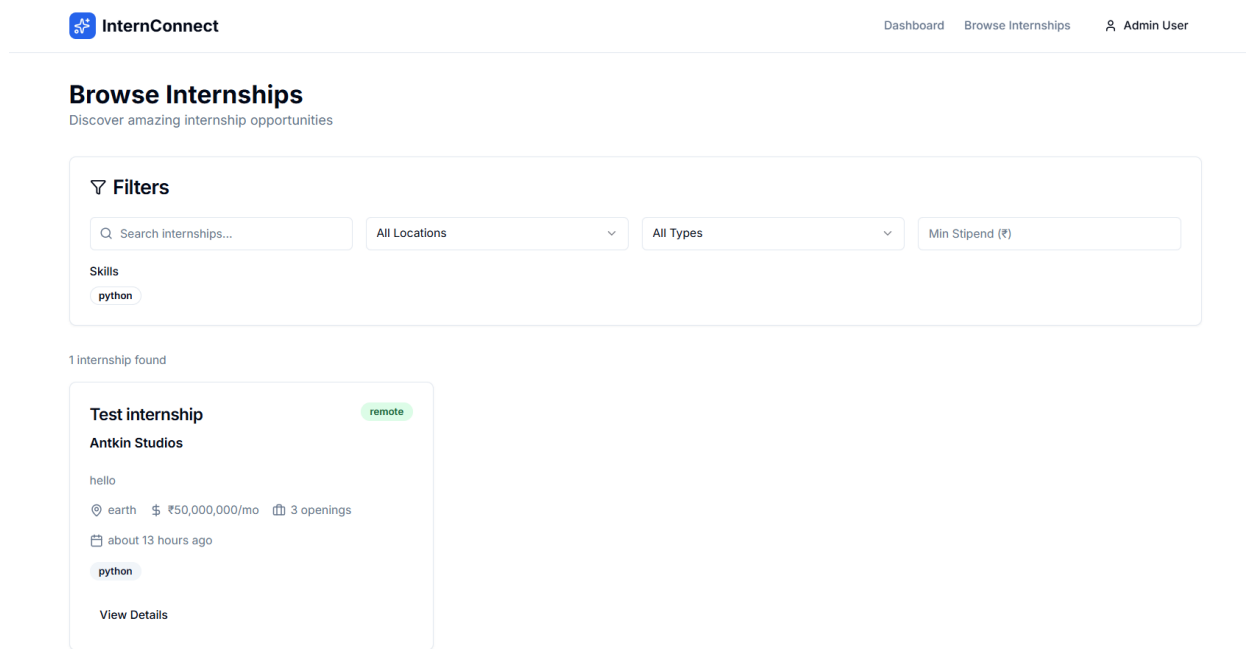 InternConnect
Dashboard Browse Internships Admin User
Browse Internships
Discover amazing internship opportunities
Filters
Search internships...
All Locations
All Types
Min Stipend (₹)
Skills
python
1 internship found
Test internship
remote
Antkin Studios
hello
earth $ ₹50,000,000/mo 3 openings
about 13 hours ago
python
View Details